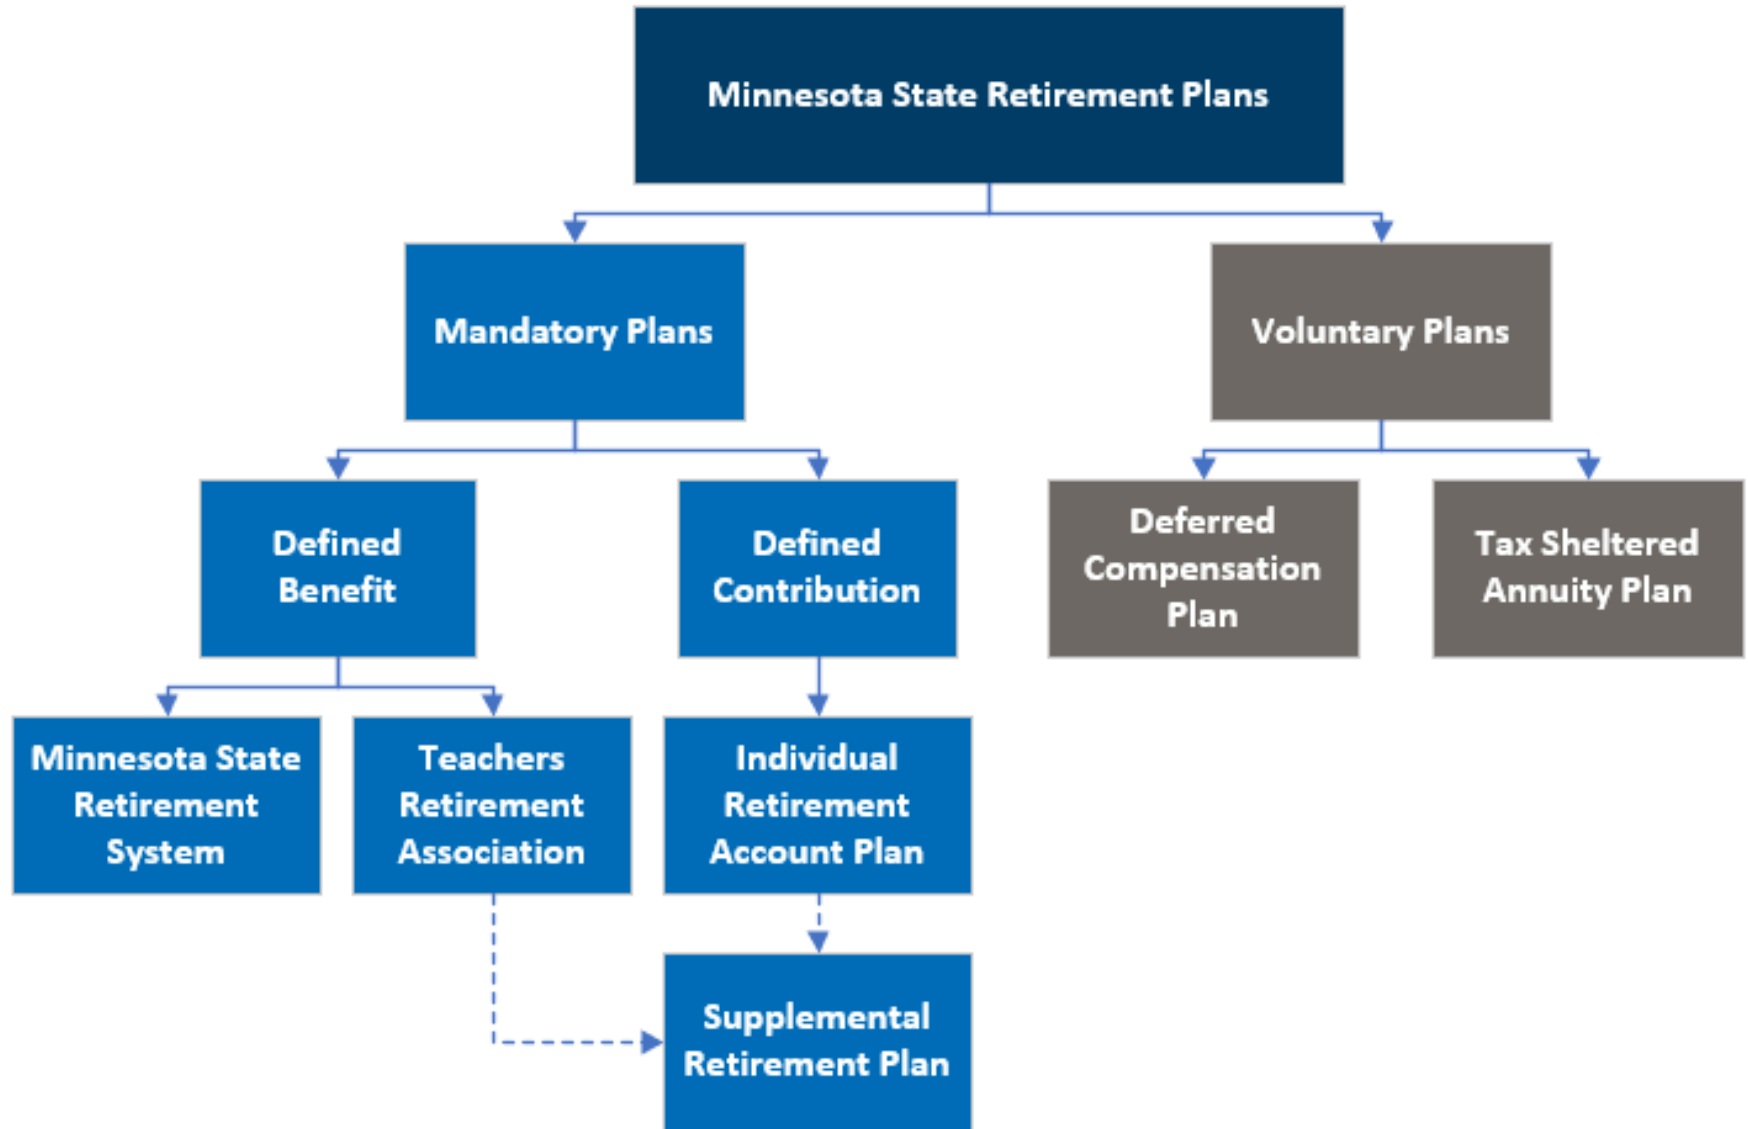 Minnesota State Retirement Plans
Mandatory Plans
Voluntary Plans
Defined
Benefit
Defined
Contribution
Deferred
Compensation
Plan
Tax Sheltered
Annuity Plan
Minnesota State
Retirement
System
Teachers
Retirement
Association
Individual
Retirement
Account Plan
Supplemental
Retirement Plan